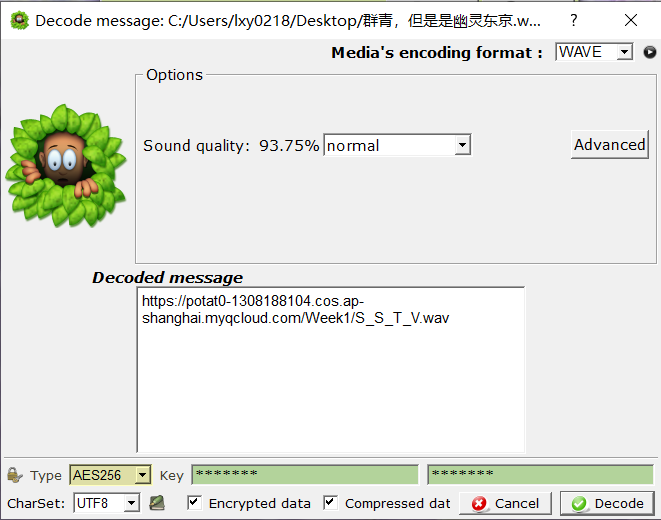 Decode message: C:/Users/lxy0218/Desktop/群青，但是是幽灵东京.w... ?
Media's encoding format : WAVE
Options
Sound quality: 93.75% normal Advanced
Decoded message
https://potat0-1308188104.cos.ap-
shanghai.myqcloud.com/Week1/S_S_T_V.wav
Type AES256 Key ******* *******
CharSet: UTF8 Encrypted data Compressed dat Cancel Decode